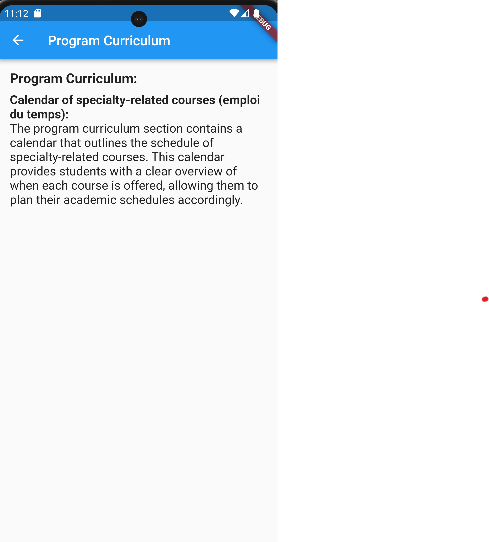 11:12
DEBUG
Program Curriculum
Program Curriculum:
Calendar of specialty-related courses (emploi
du temps):
The program curriculum section contains a
calendar that outlines the schedule of
specialty-related courses. This calendar
provides students with a clear overview of
when each course is offered, allowing them to
plan their academic schedules accordingly.